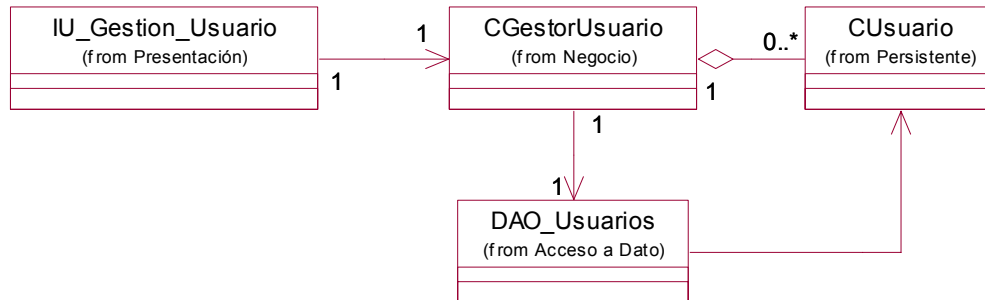 IU_Gestion_Usuario
(from Presentación)
1
1
CGestorUsuario
(from Negocio)
1
0..*
CUsuario
(from Persistente)
1
1
DAO_Usuarios
(from Acceso a Dato)